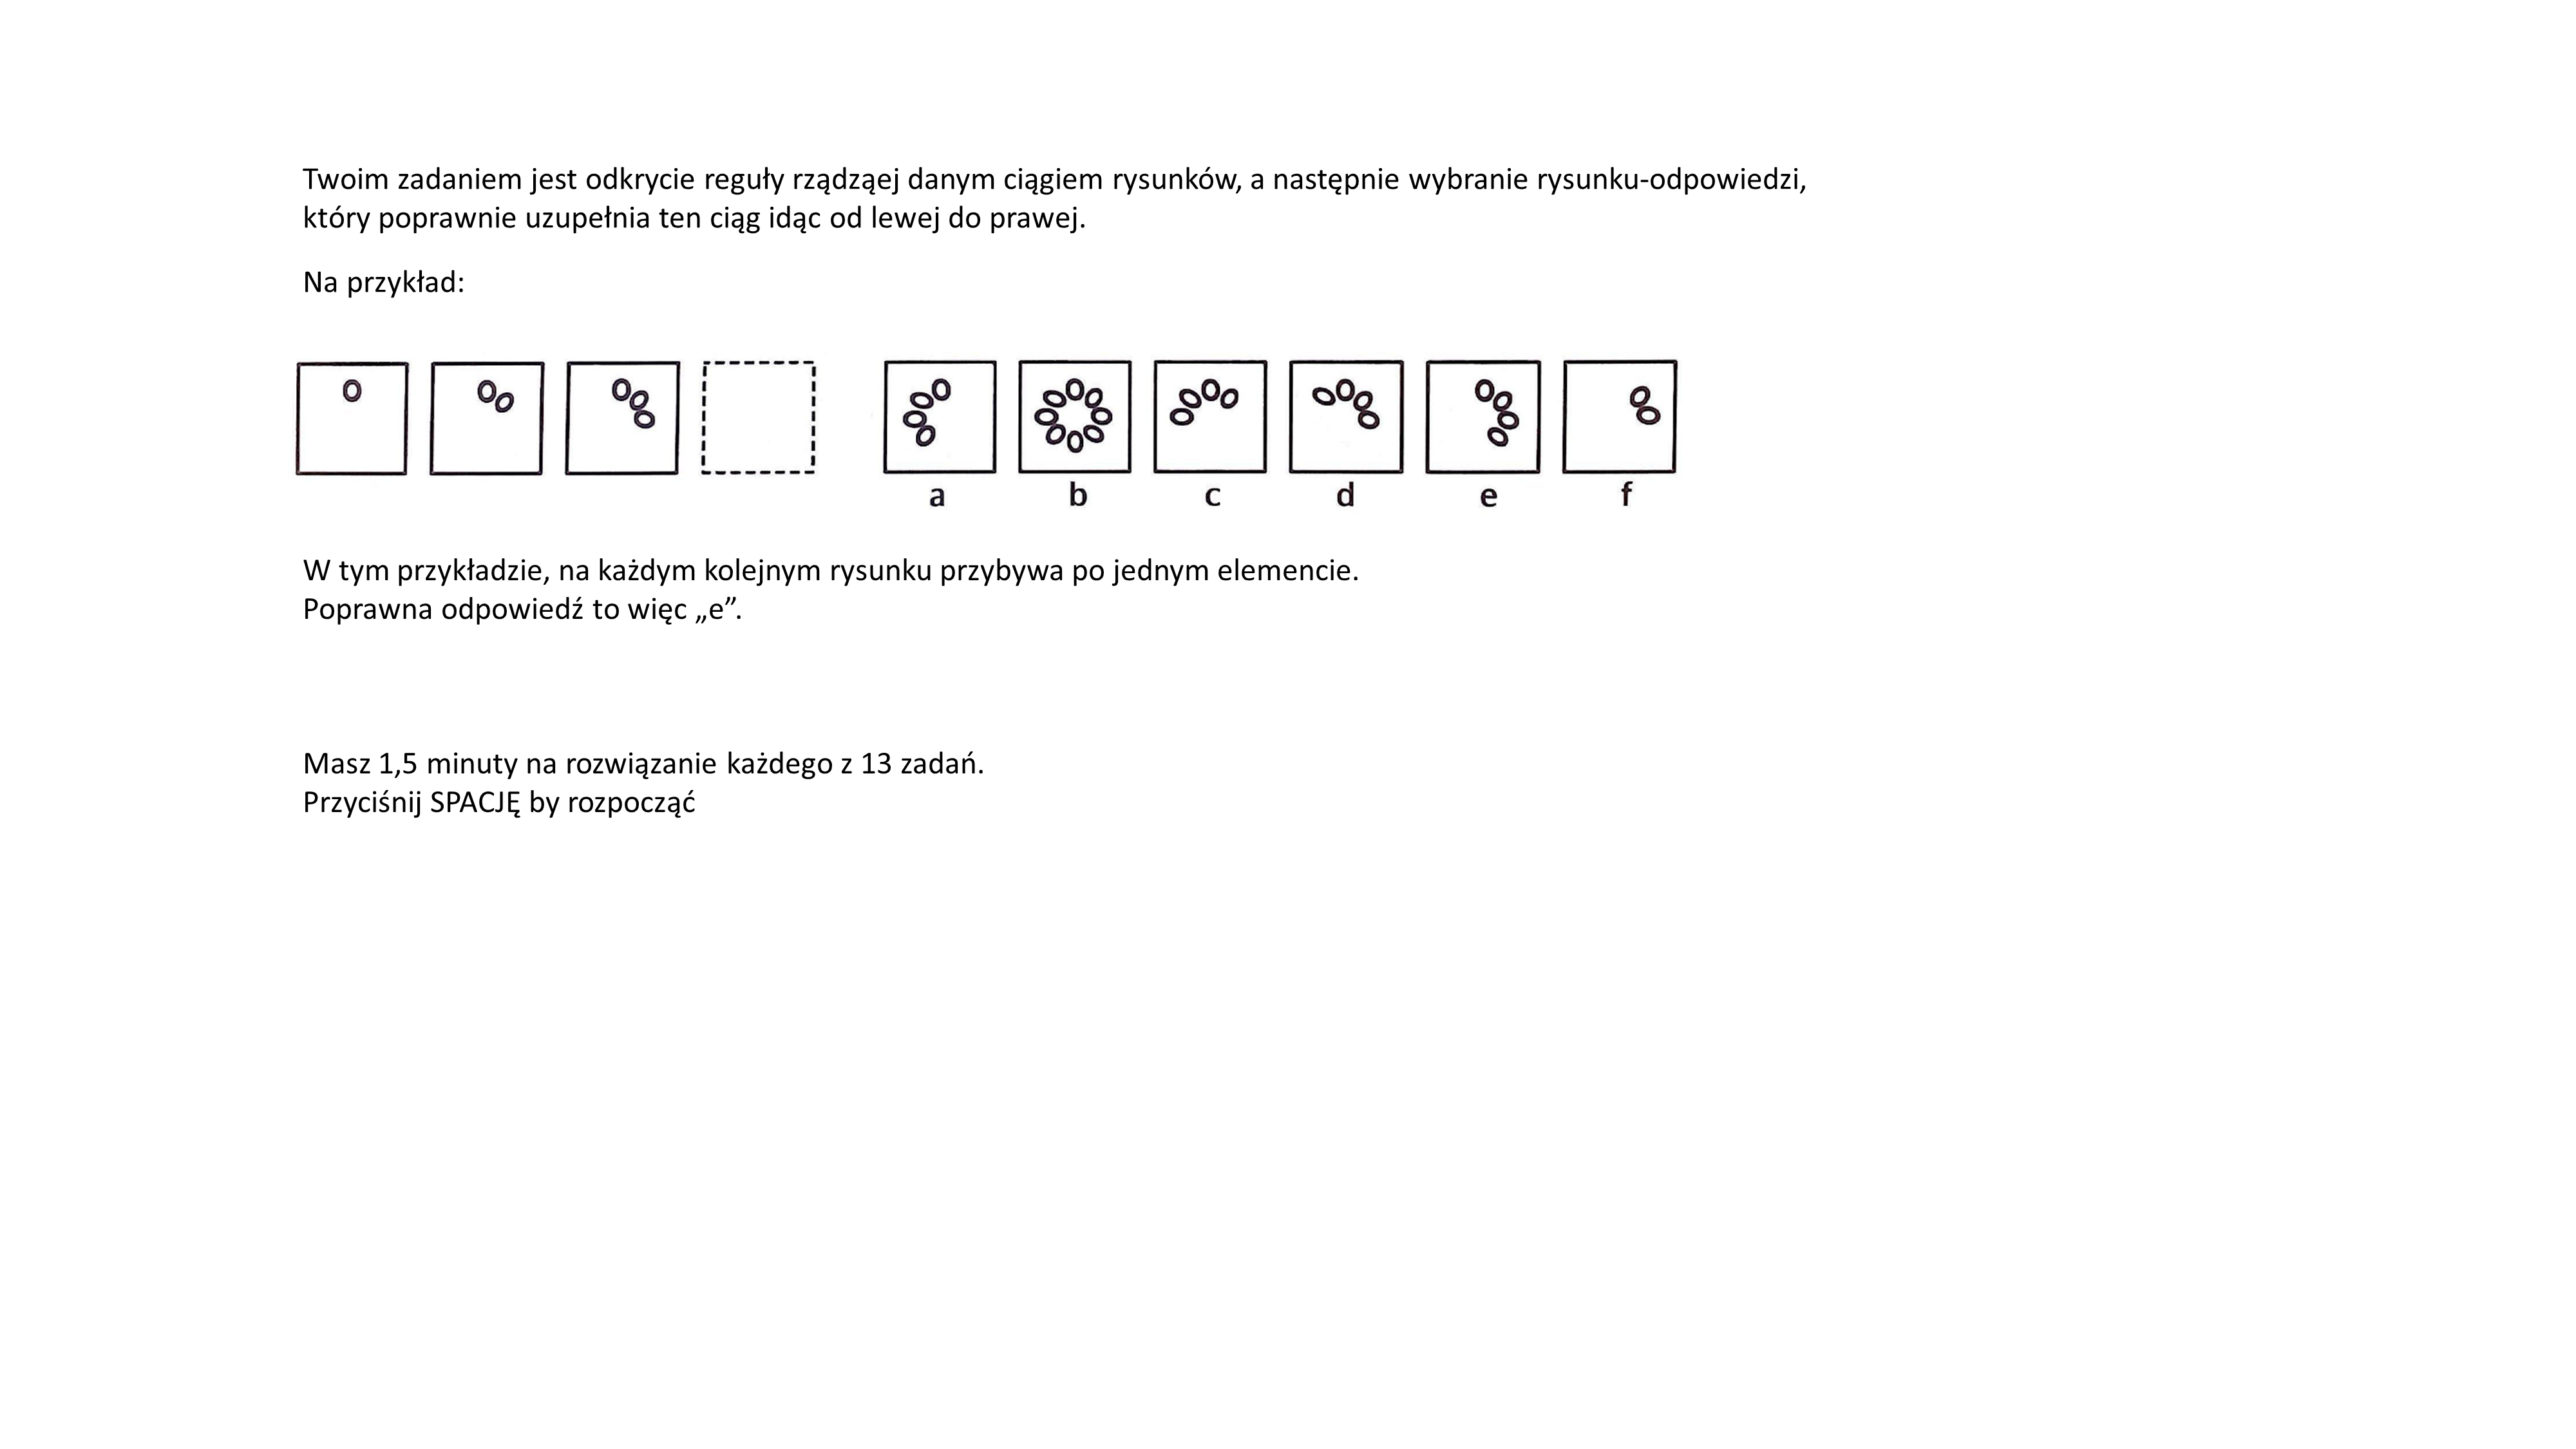 Twoim zadaniem jest odkrycie reguły rządząej danym ciągiem rysunków, a następnie wybranie rysunku-odpowiedzi,
który poprawnie uzupełnia ten ciąg idąc od lewej do prawej.
Na przykład:
a b c d e f
W tym przykładzie, na każdym kolejnym rysunku przybywa po jednym elemencie.
Poprawna odpowiedź to więc „e”.
Masz 1,5 minuty na rozwiązanie każdego z 13 zadań.
Przyciśnij SPACJĘ by rozpocząć